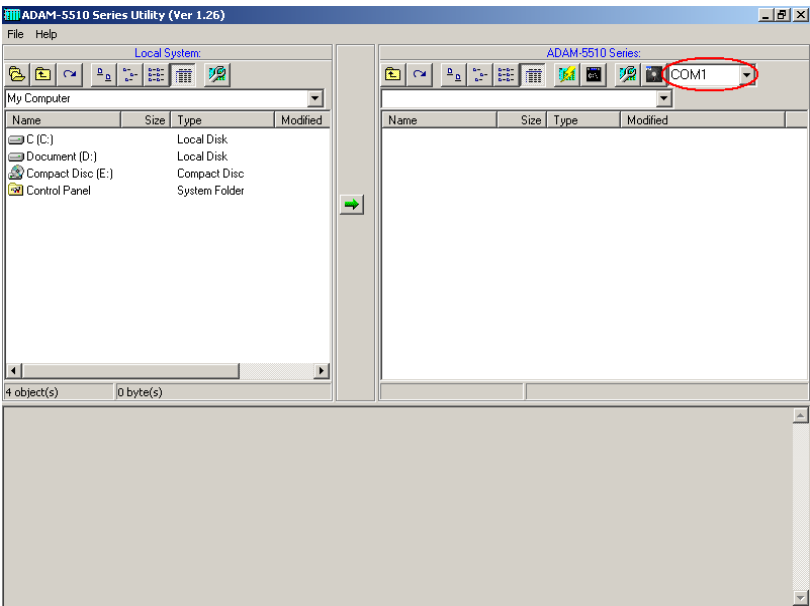 ADAM-5510 Series Utility (Ver 1.26)
File Help
Local System:
ADAM-5510 Series:
COM1
My Computer
Name Size Type Modified
Name Size Type Modified
C (C:) Local Disk
Document (D:) Local Disk
Compact Disc (E:) Compact Disc
Control Panel System Folder
4 object(s) 0 byte(s)